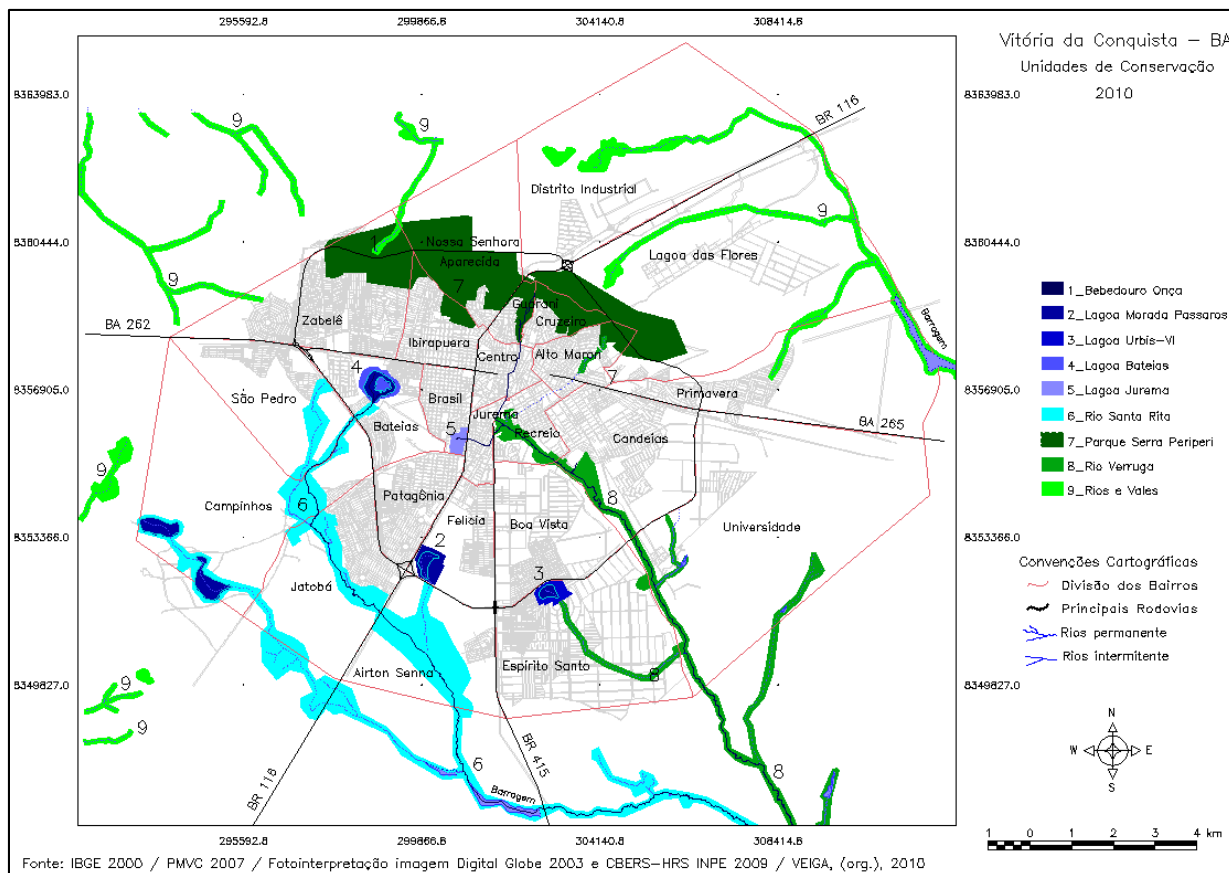 295592.8 299866.8 304140.8 308414.8
Vitória da Conquista – BA
Unidades de Conservação
2010
8363983.0 8363983.0
9 9
BR 116
Distrito Industrial
9
8380444.0 8380444.0
1 Nossa Senhora
Aparecida
Lagoa das Flores
9
7
Guarani
Cruzeiro
Zabelê
BA 262
Ibirapuera
Centro
Alto Maron
Barragem
4
7
8356905.0 8356905.0
São Pedro
Brasil
Primavera
Jurema
Bateias
5
Recreio
Candeias
BA 265
9
Patagônia
8
Campinhos
6
Felicia
Boa Vista
Universidade
8353366.0 8353366.0
2
3
Jatobá
Espírito Santo
Airton Senna
8
9
8349827.0 8349827.0
9
BR 415
6
8
BR 116
Barragem
1_Bebedouro Onça
2_Lagoa Morada Passaros
3_Lagoa Urbis-VI
4_Lagoa Bateias
5_Lagoa Jurema
6_Rio Santa Rita
7_Parque Serra Periperi
8_Rio Verruga
9_Rios e Vales
Convenções Cartográficas
Divisão dos Bairros
Principais Rodovias
Rios permanente
Rios intermitente
N
W E
S
1 0 1 2 3 4 km
295592.8 299866.8 304140.8 308414.8
Fonte: IBGE 2000 / PMVC 2007 / Fotointerpretação imagem Digital Globe 2003 e CBERS-HRS INPE 2009 / VEIGA, (org.), 2010